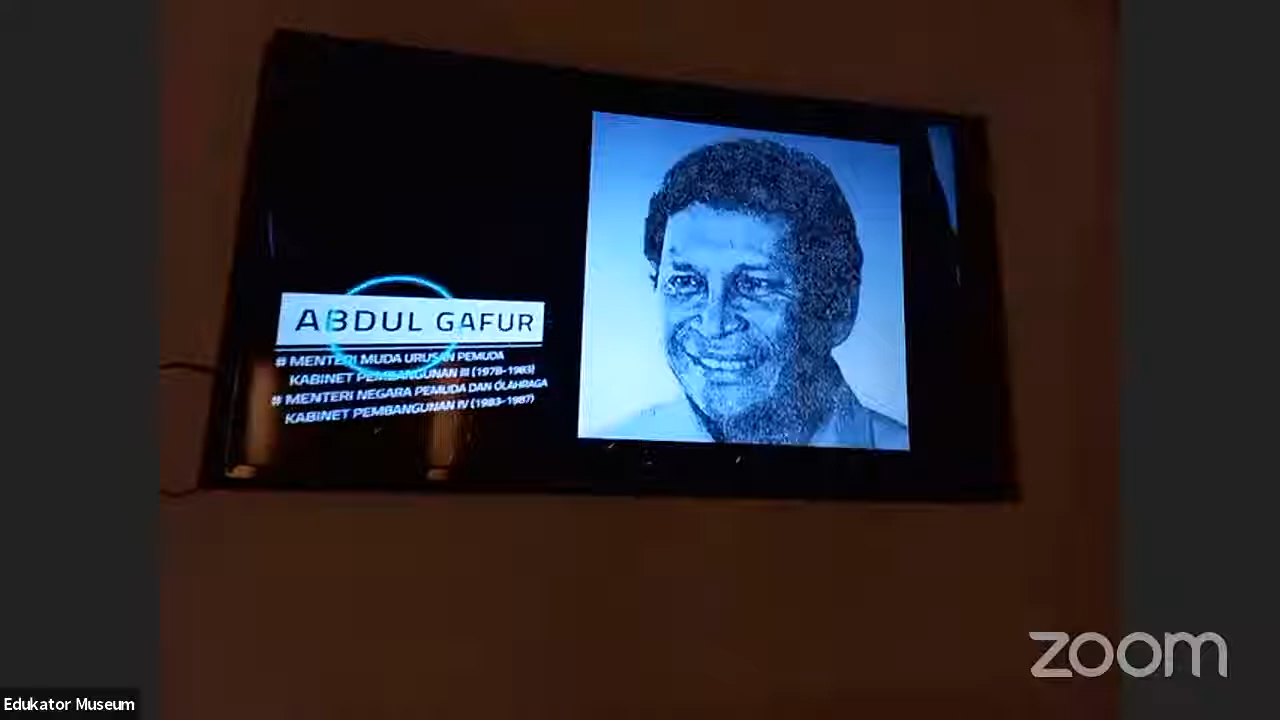 ABDUL GAFUR
# MENTERI MUDA URUSAN PEMUDA
KABINET PEMBANGUNAN III (1978-1983)
# MENTERI NEGARA PEMUDA DAN OLAHRAGA
KABINET PEMBANGUNAN IV (1983-1987)
zoom
Edukator Museum